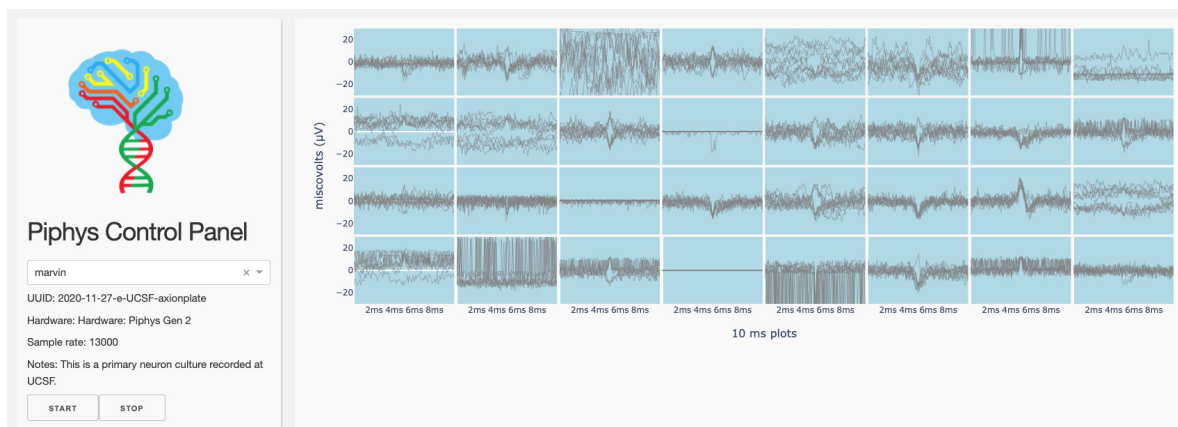 Piphys Control Panel
marvin
UUID: 2020-11-27-e-UCSF-axionplate
Hardware: Hardware: Piphys Gen 2
Sample rate: 13000
Notes: This is a primary neuron culture recorded at
UCSF.
START STOP
miscovolts (μV)
20
0
−20
20
0
−20
20
0
−20
20
0
−20
2ms 4ms 6ms 8ms 2ms 4ms 6ms 8ms 2ms 4ms 6ms 8ms 2ms 4ms 6ms 8ms 2ms 4ms 6ms 8ms 2ms 4ms 6ms 8ms 2ms 4ms 6ms 8ms 2ms 4ms 6ms 8ms
10 ms plots